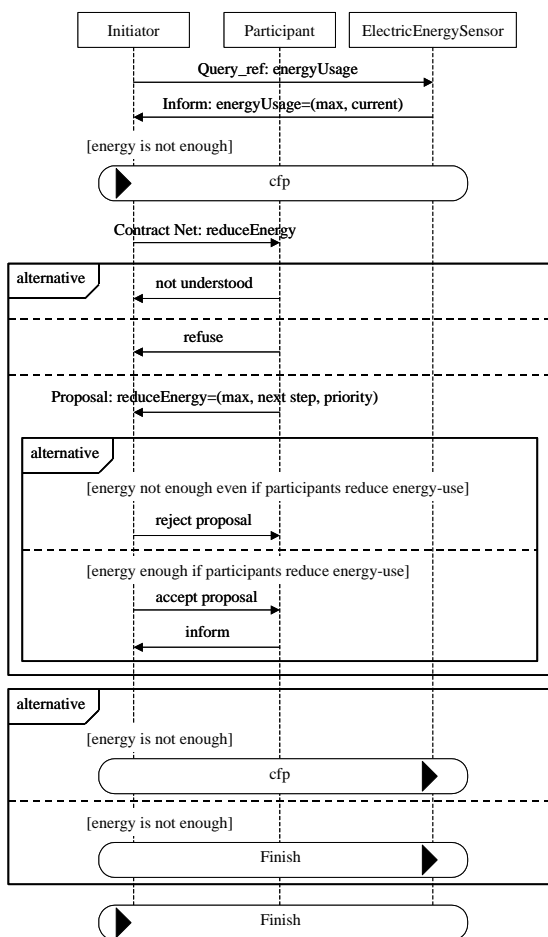 Initiator Participant ElectricEnergySensor
Query_ref: energyUsage
Inform: energyUsage=(max, current)
[energy is not enough]
cfp
Contract Net: reduceEnergy
alternative
not understood
refuse
Proposal: reduceEnergy=(max, next step, priority)
alternative
[energy not enough even if participants reduce energy-use]
reject proposal
[energy enough if participants reduce energy-use]
accept proposal
inform
alternative
[energy is not enough]
cfp
[energy is not enough]
Finish
Finish